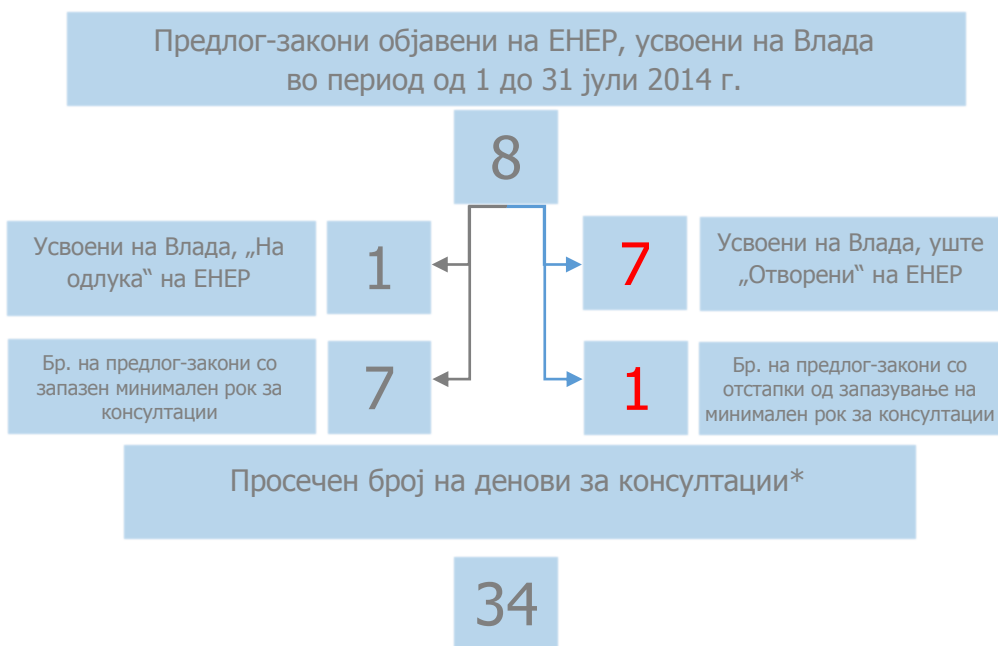 Предлог-закони објавени на ЕНЕР, усвоени на Влада
во период од 1 до 31 јули 2014 г.
8
Усвоени на Влада, „На
одлука“ на ЕНЕР
1
7
Усвоени на Влада, уште
„Отворени“ на ЕНЕР
Бр. на предлог-закони со
запазен минимален рок за
консултации
7
1
Бр. на предлог-закони со
отстапки од запазување на
минимален рок за консултации
Просечен број на денови за консултации*
34